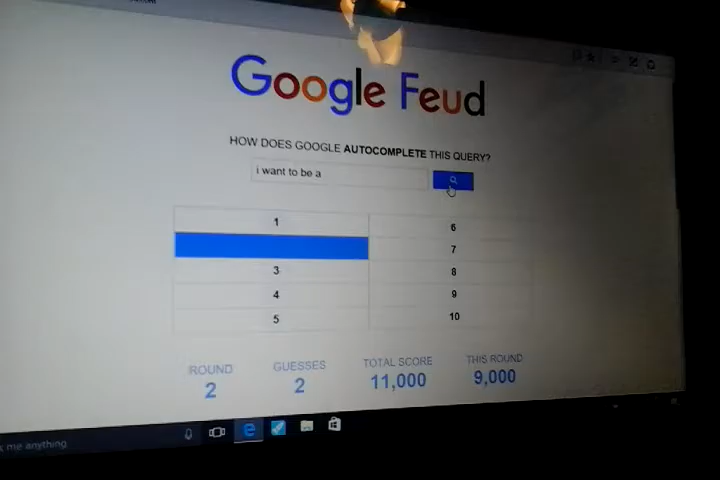 Google Feud
HOW DOES GOOGLE AUTOCOMPLETE THIS QUERY?
i want to be a
1
3
4
5
6
7
8
9
10
ROUND
2
GUESSES
2
TOTAL SCORE
11,000
THIS ROUND
9,000
me anything